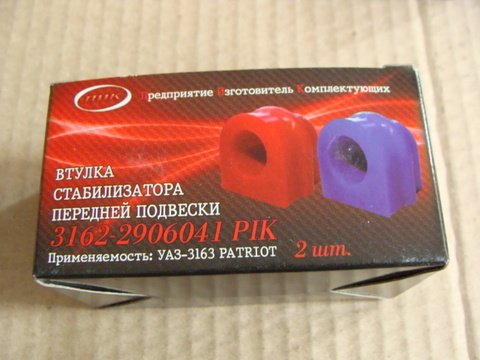 ПИК
Предприятие Изготовитель Комплектующих
ВТУЛКА
СТАБИЛИЗАТОРА
ПЕРЕДНЕЙ ПОДВЕСКИ
3162-2906041 PIK
Применяемость: УАЗ-3163 PATRIOT 2 шт.